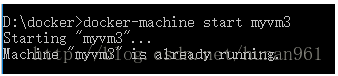 D:\docker>docker-machine start myvm3
Starting "myvm3"...
Machine "myvm3" is already running.